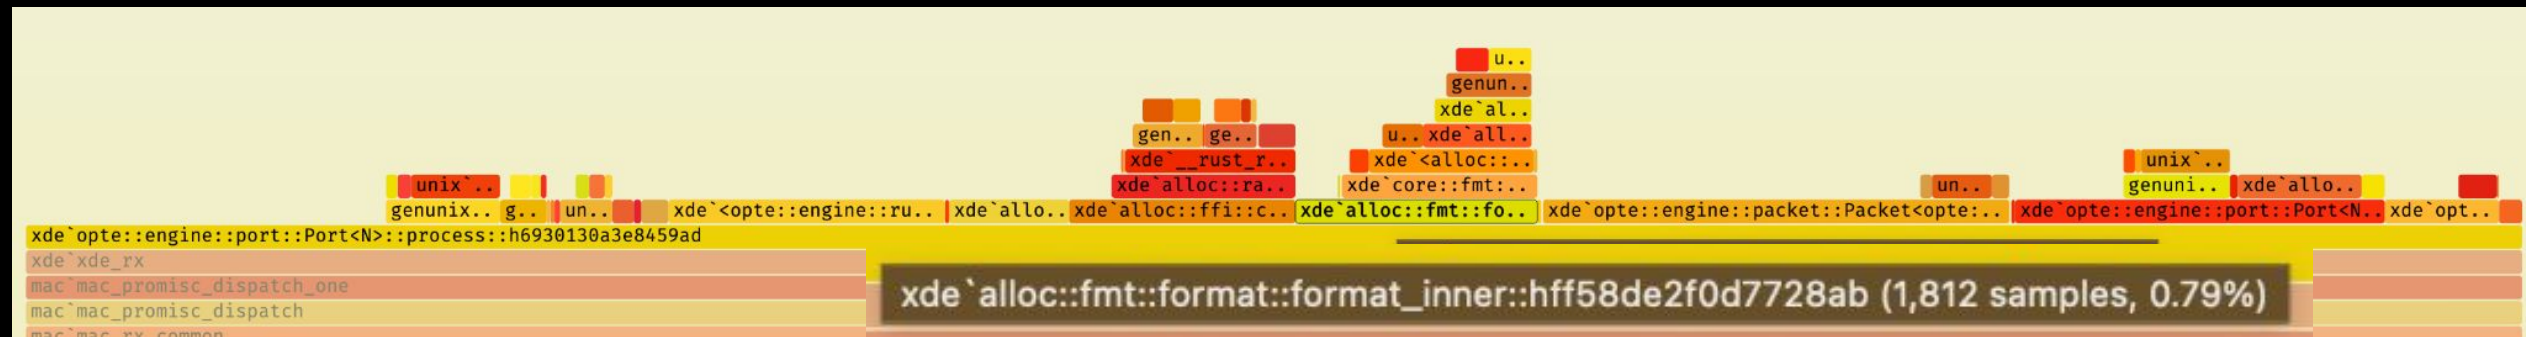 u..
genun..
xde`al..
gen.. ge.. u.. xde`all..
xde`__rust_r.. xde`<alloc::.. unix`..
unix`.. xde`alloc::ra.. xde`core::fmt:.. un.. genuni.. xde`allo..
genunix.. g.. un.. xde`<opte::engine::ru.. xde`allo.. xde`alloc::ffi::c.. xde`alloc::fmt::fo.. xde`opte::engine::packet::Packet<opte:.. xde`opte::engine::port::Port<N.. xde`opt..
xde`opte::engine::port::Port<N>::process::h6930130a3e8459ad
xde`xde_rx
mac`mac_promisc_dispatch_one
xde`alloc::fmt::format::format_inner::hff58de2f0d7728ab (1,812 samples, 0.79%)
mac`mac_promisc_dispatch
mac`mac_rx_common